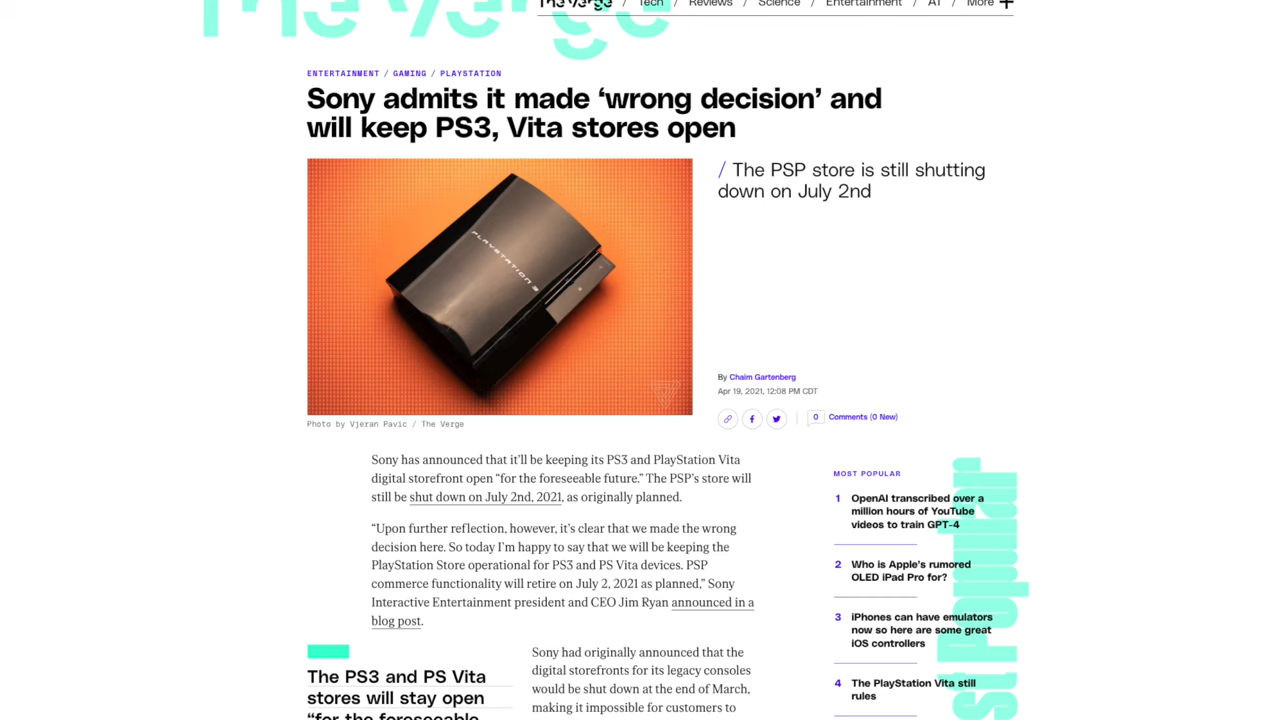 The Verge
The Verge / Tech / Reviews / Science / Entertainment / AI / More +
ENTERTAINMENT / GAMING / PLAYSTATION
Sony admits it made ‘wrong decision’ and
will keep PS3, Vita stores open
/ The PSP store is still shutting
down on July 2nd
PLAYSTATION 3
By Chaim Gartenberg
Apr 19, 2021, 12:08 PM CDT
0 Comments (0 New)
Photo by Vjeran Pavic / The Verge
Sony has announced that it’ll be keeping its PS3 and PlayStation Vita
digital storefront open “for the foreseeable future.” The PSP’s store will
still be shut down on July 2nd, 2021, as originally planned.
“Upon further reflection, however, it’s clear that we made the wrong
decision here. So today I’m happy to say that we will be keeping the
PlayStation Store operational for PS3 and PS Vita devices. PSP
commerce functionality will retire on July 2, 2021 as planned,” Sony
Interactive Entertainment president and CEO Jim Ryan announced in a
blog post.
The PS3 and PS Vita
stores will stay open
“for the foreseeable
Sony had originally announced that the
digital storefronts for its legacy consoles
would be shut down at the end of March,
making it impossible for customers to
MOST POPULAR
1 OpenAI transcribed over a
million hours of YouTube
videos to train GPT-4
2 Who is Apple’s rumored
OLED iPad Pro for?
3 iPhones can have emulators
now so here are some great
iOS controllers
4 The PlayStation Vita still
rules
st Popular